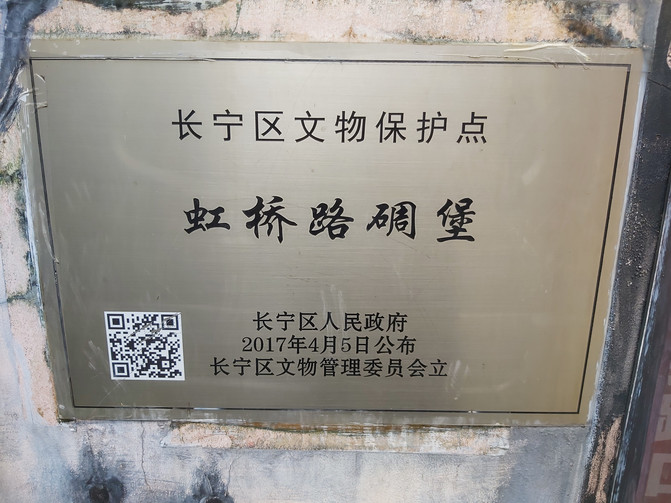 长宁区文物保护点
虹桥路碉堡
长宁区人民政府
2017年4月5日公布
长宁区文物管理委员会立